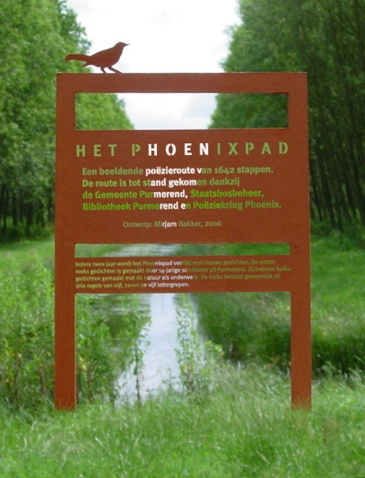 HET PHOENIXPAD
Een beeldende poëzieroute van 1642 stappen.
De route is tot stand gekomen dankzij
de Gemeente Purmerend, Staatsbosbeheer,
Bibliotheek Purmerend en Poëziekring Phoenix.
Ontwerp: Mirjam Bakker, 2006
Iedere twee jaar wordt het Phoenixpad verrijkt met nieuwe gedichten. De eerste
reeks gedichten is gemaakt door 14-jarige scholieren uit Purmerend. Zij hebben
gedichten gemaakt met de natuur als onderwerp. De haiku bestaat gewoonlijk uit
drie regels van vijf, zeven en vijf lettergrepen.